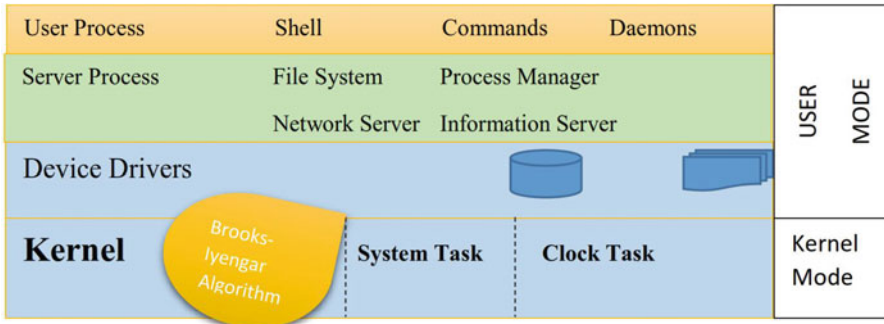 User Process Shell Commands Daemons
Server Process File System Process Manager
Network Server Information Server
Device Drivers
USER
MODE
Kernel
Brooks-
Iyengar
Algorithm
System Task
Clock Task
Kernel
Mode